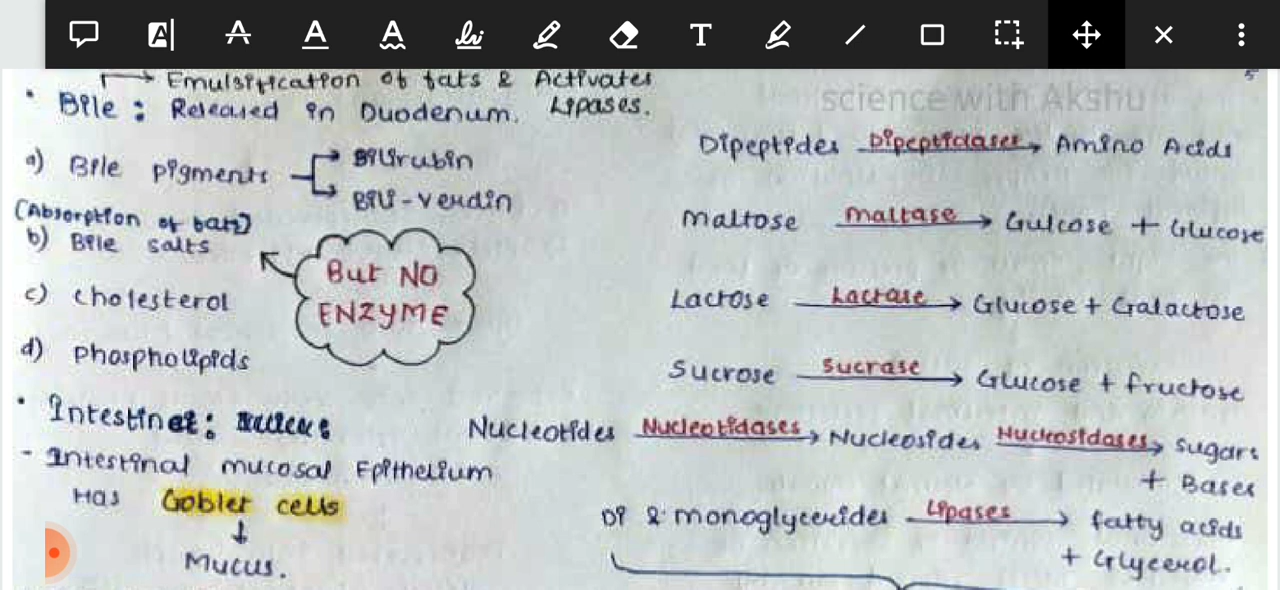 Emulsification of fats & Activates
• Bile : Released in Duodenum. Lipases.
a) Bile pigments → Bilirubin
→ Bili-verdin
(Absorption of fats)
b) Bile salts
But NO
ENZYME
c) Cholesterol
d) Phospholipids
• Intestinal :
- Intestinal mucosal Epithelium
Has Goblet cells
↓
Mucus.
5
science with Akshu
Dipeptides Dipeptidases → Amino Acids
Maltose maltase → Gulcose + Glucose
Lactose Lactase → Glucose + Galactose
Sucrose sucrase → Glucose + fructose
Nucleotides Nucleotidases → Nucleosides Nucleosidases → sugars
+ Bases
Di & monoglycerides Lipases → fatty acids
+ Glycerol.